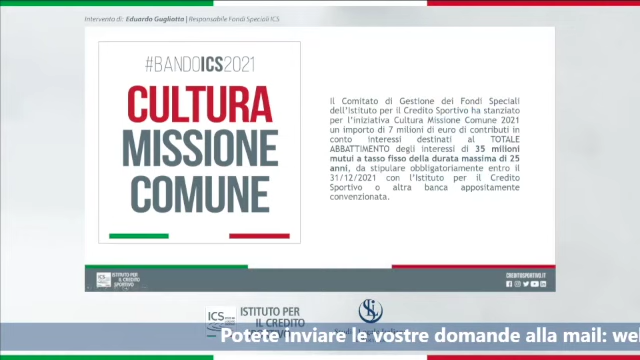 Intervento di: Eduardo Gugliotta | Responsabile Fondi Speciali ICS
#BANDOICS2021
CULTURA
MISSIONE
COMUNE
Il Comitato di Gestione dei Fondi Speciali
dell'Istituto per il Credito Sportivo ha stanziato
per l'iniziativa Cultura Missione Comune 2021
un importo di 7 milioni di euro di contributi in
conto interessi destinati al TOTALE
ABBATTIMENTO degli interessi di 35 milioni
mutui a tasso fisso della durata massima di 25
anni, da stipulare obbligatoriamente entro il
31/12/2021 con l'Istituto per il Credito
Sportivo o altra banca appositamente
convenzionata.
ICS
ISTITUTO PER
IL CREDITO
SPORTIVO
CREDITOSPORTIVO.IT
ICS
ISTITUTO PER
IL CREDITO
Potete inviare le vostre domande alla mail: we